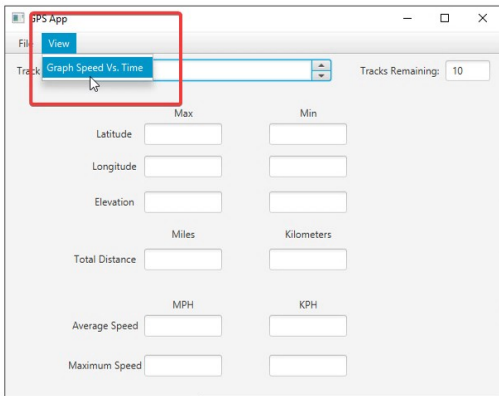 GPS App
File View
Track
Graph Speed Vs. Time
Tracks Remaining: 10
Max Min
Latitude
Longitude
Elevation
Miles Kilometers
Total Distance
MPH KPH
Average Speed
Maximum Speed